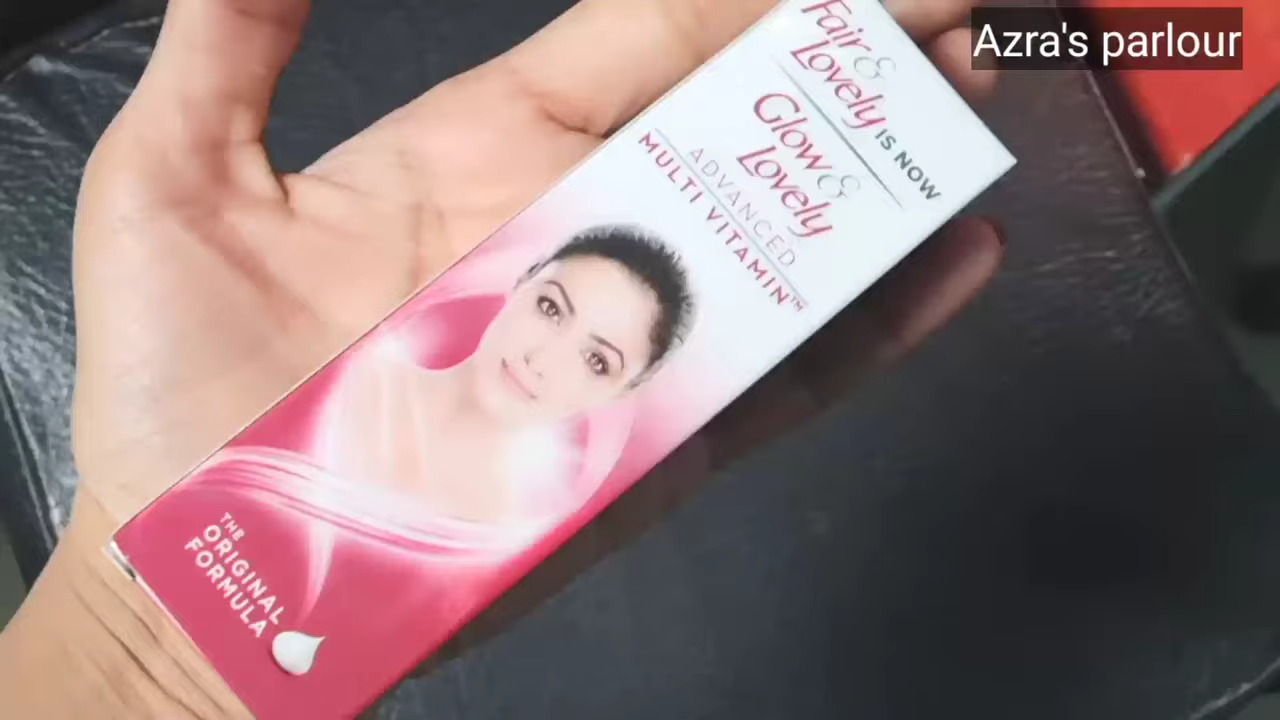 Azra's parlour
Fair &
Lovely IS NOW
Glow &
Lovely
ADVANCED
MULTI VITAMIN™
THE
ORIGINAL
FORMULA